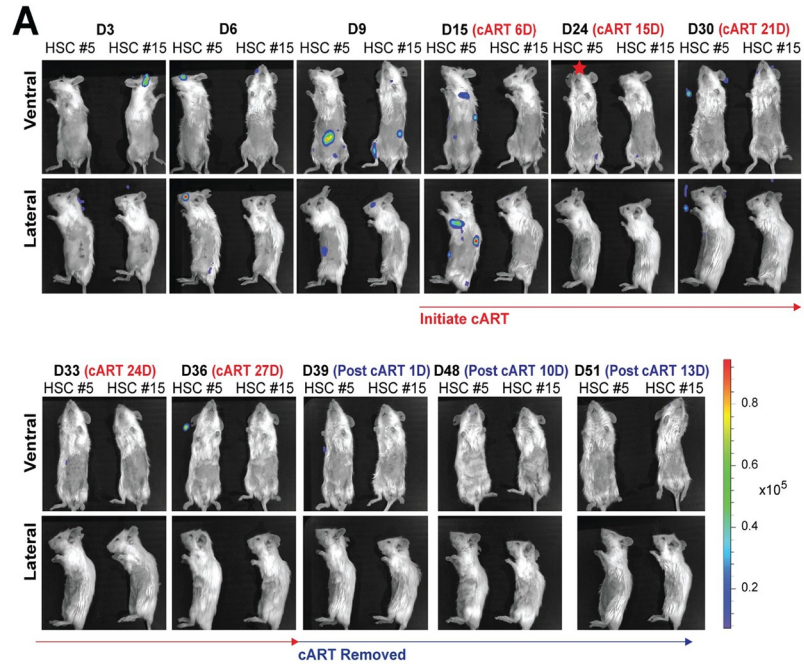 A
D3 D6 D9 D15 (cART 6D) D24 (cART 15D) D30 (cART 21D)
HSC #5 HSC #15 HSC #5 HSC #15 HSC #5 HSC #15 HSC #5 HSC #15 HSC #5 HSC #15 HSC #5 HSC #15
Ventral
Lateral
Initiate cART
D33 (cART 24D) D36 (cART 27D) D39 (Post cART 1D) D48 (Post cART 10D) D51 (Post cART 13D)
HSC #5 HSC #15 HSC #5 HSC #15 HSC #5 HSC #15 HSC #5 HSC #15 HSC #5 HSC #15
Ventral
Lateral
0.8
0.6
x10⁵
0.4
0.2
cART Removed